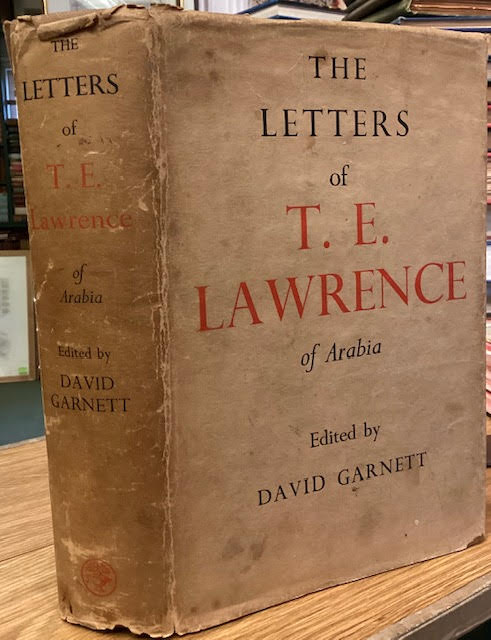 THE
LETTERS
of
T. E.
Lawrence
of
Arabia
Edited by
DAVID
GARNETT
THE
LETTERS
of
T. E.
LAWRENCE
of Arabia
Edited by
DAVID GARNETT